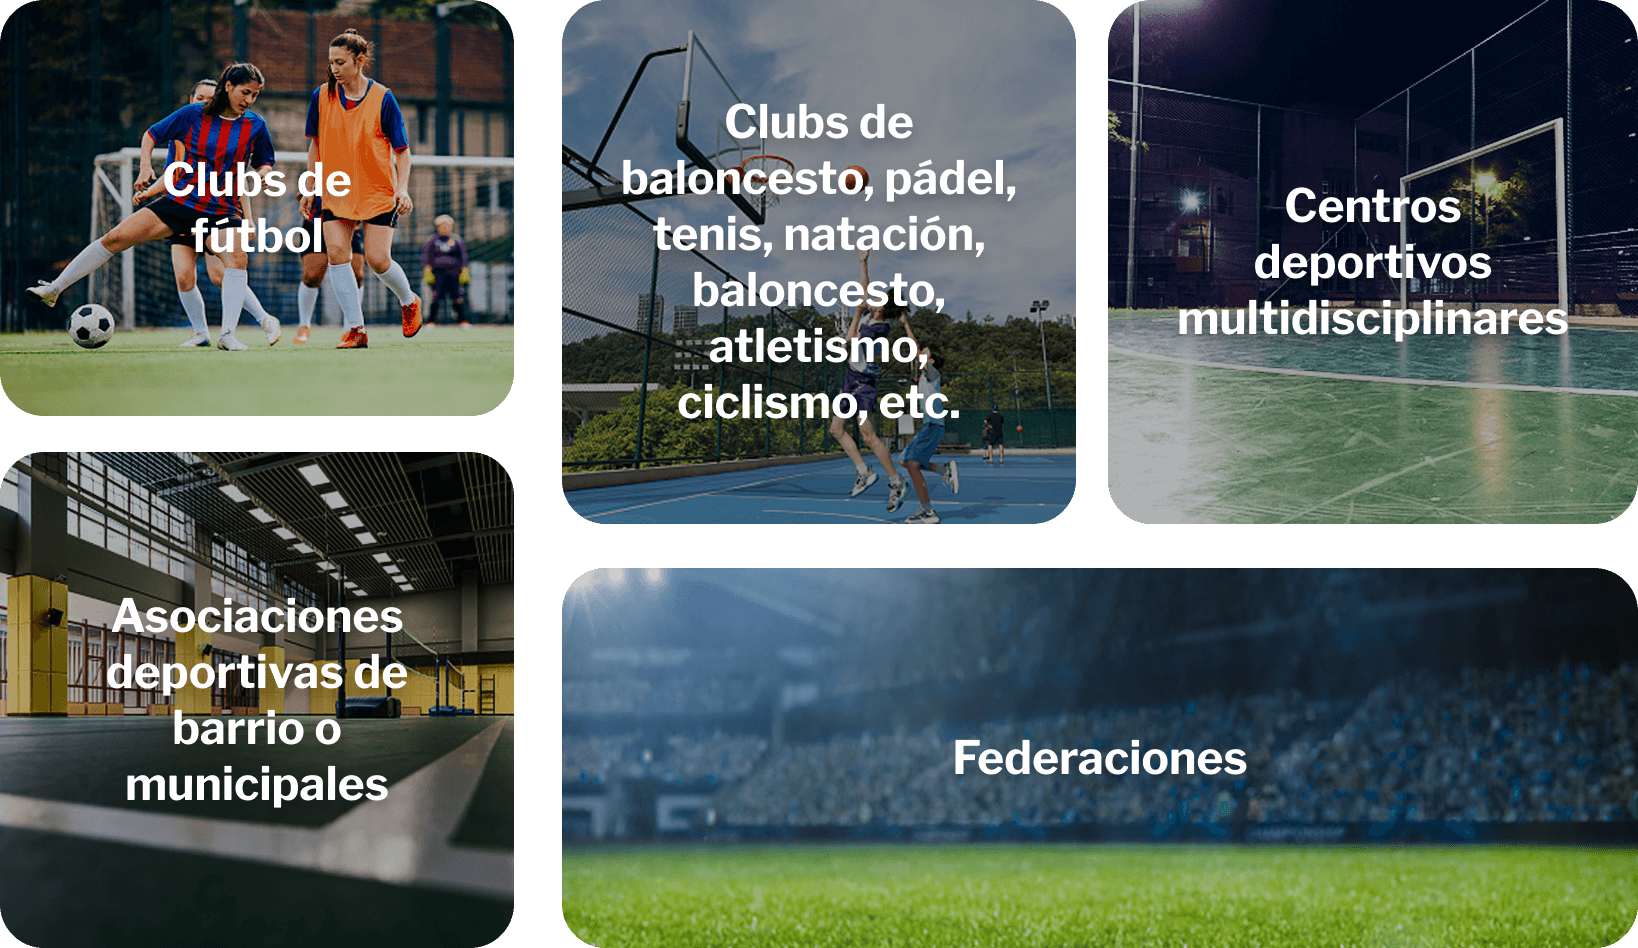 Clubs de
fútbol
Clubs de
baloncesto, pádel,
tenis, natación,
baloncesto,
atletismo,
ciclismo, etc.
Centros
deportivos
multidisciplinares
Asociaciones
deportivas de
barrio o
municipales
Federaciones
CHAMPIONSHIP